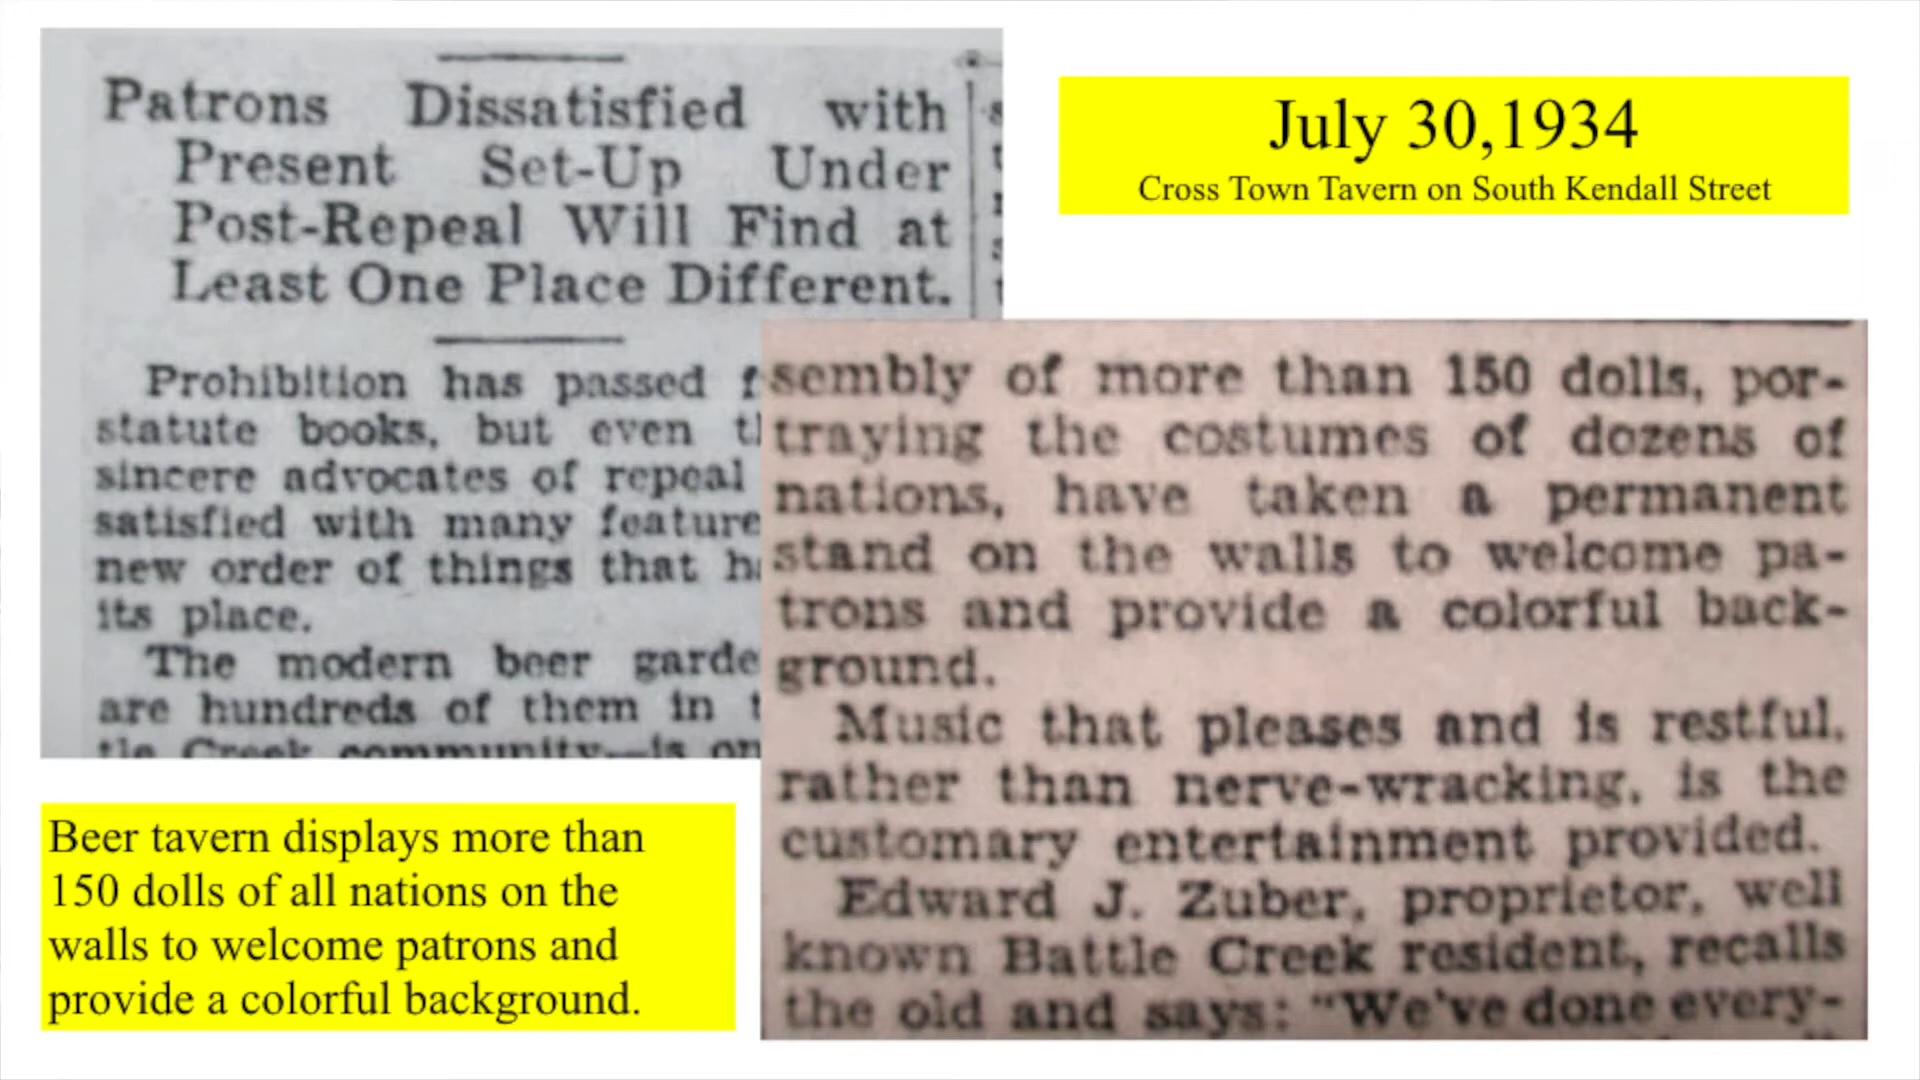 Patrons Dissatisfied with
Present Set-Up Under
Post-Repeal Will Find at
Least One Place Different.
Prohibition has passed
statute books, but even
sincere advocates of repeal
satisfied with many feature
new order of things that
its place.
The modern beer garde
are hundreds of them in
tle Creek community—is on
July 30,1934
Cross Town Tavern on South Kendall Street
sembly of more than 150 dolls, por-
traying the costumes of dozens of
nations, have taken a permanent
stand on the walls to welcome pa-
trons and provide a colorful back-
ground.
Music that pleases and is restful,
rather than nerve-wracking, is the
customary entertainment provided.
Edward J. Zuber, proprietor, well
known Battle Creek resident, recalls
the old and says: "We've done every-
Beer tavern displays more than
150 dolls of all nations on the
walls to welcome patrons and
provide a colorful background.